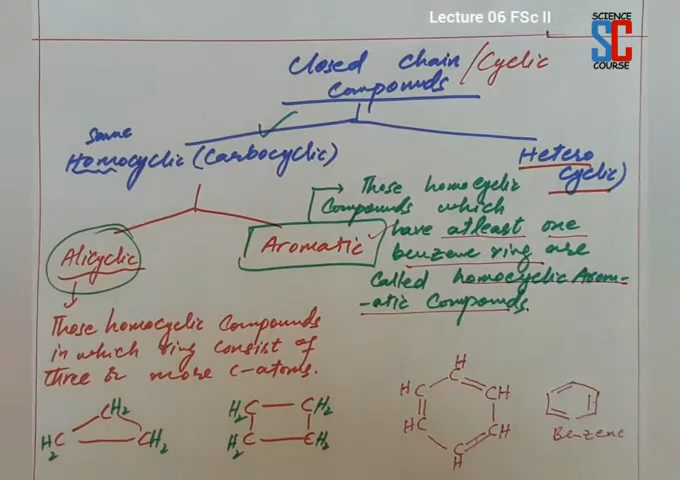 Lecture 06 FSc II
SCIENCE
SC
COURSE
Closed chain/Cyclic
Compounds
Same
Homocyclic (Carbocyclic)
Hetero
Cyclic)
Alicyclic
Aromatic
Those homocyclic
Compounds which
have atleast one
benzene ring are
Called homocyclic Arom-
-atic Compounds.
Those homocyclic Compounds
in which ring consist of
three or more C-atoms.
CH2
H2C CH2
H2C CH2
H2C CH2
H
C
HC CH
HC CH
C
H
Benzene